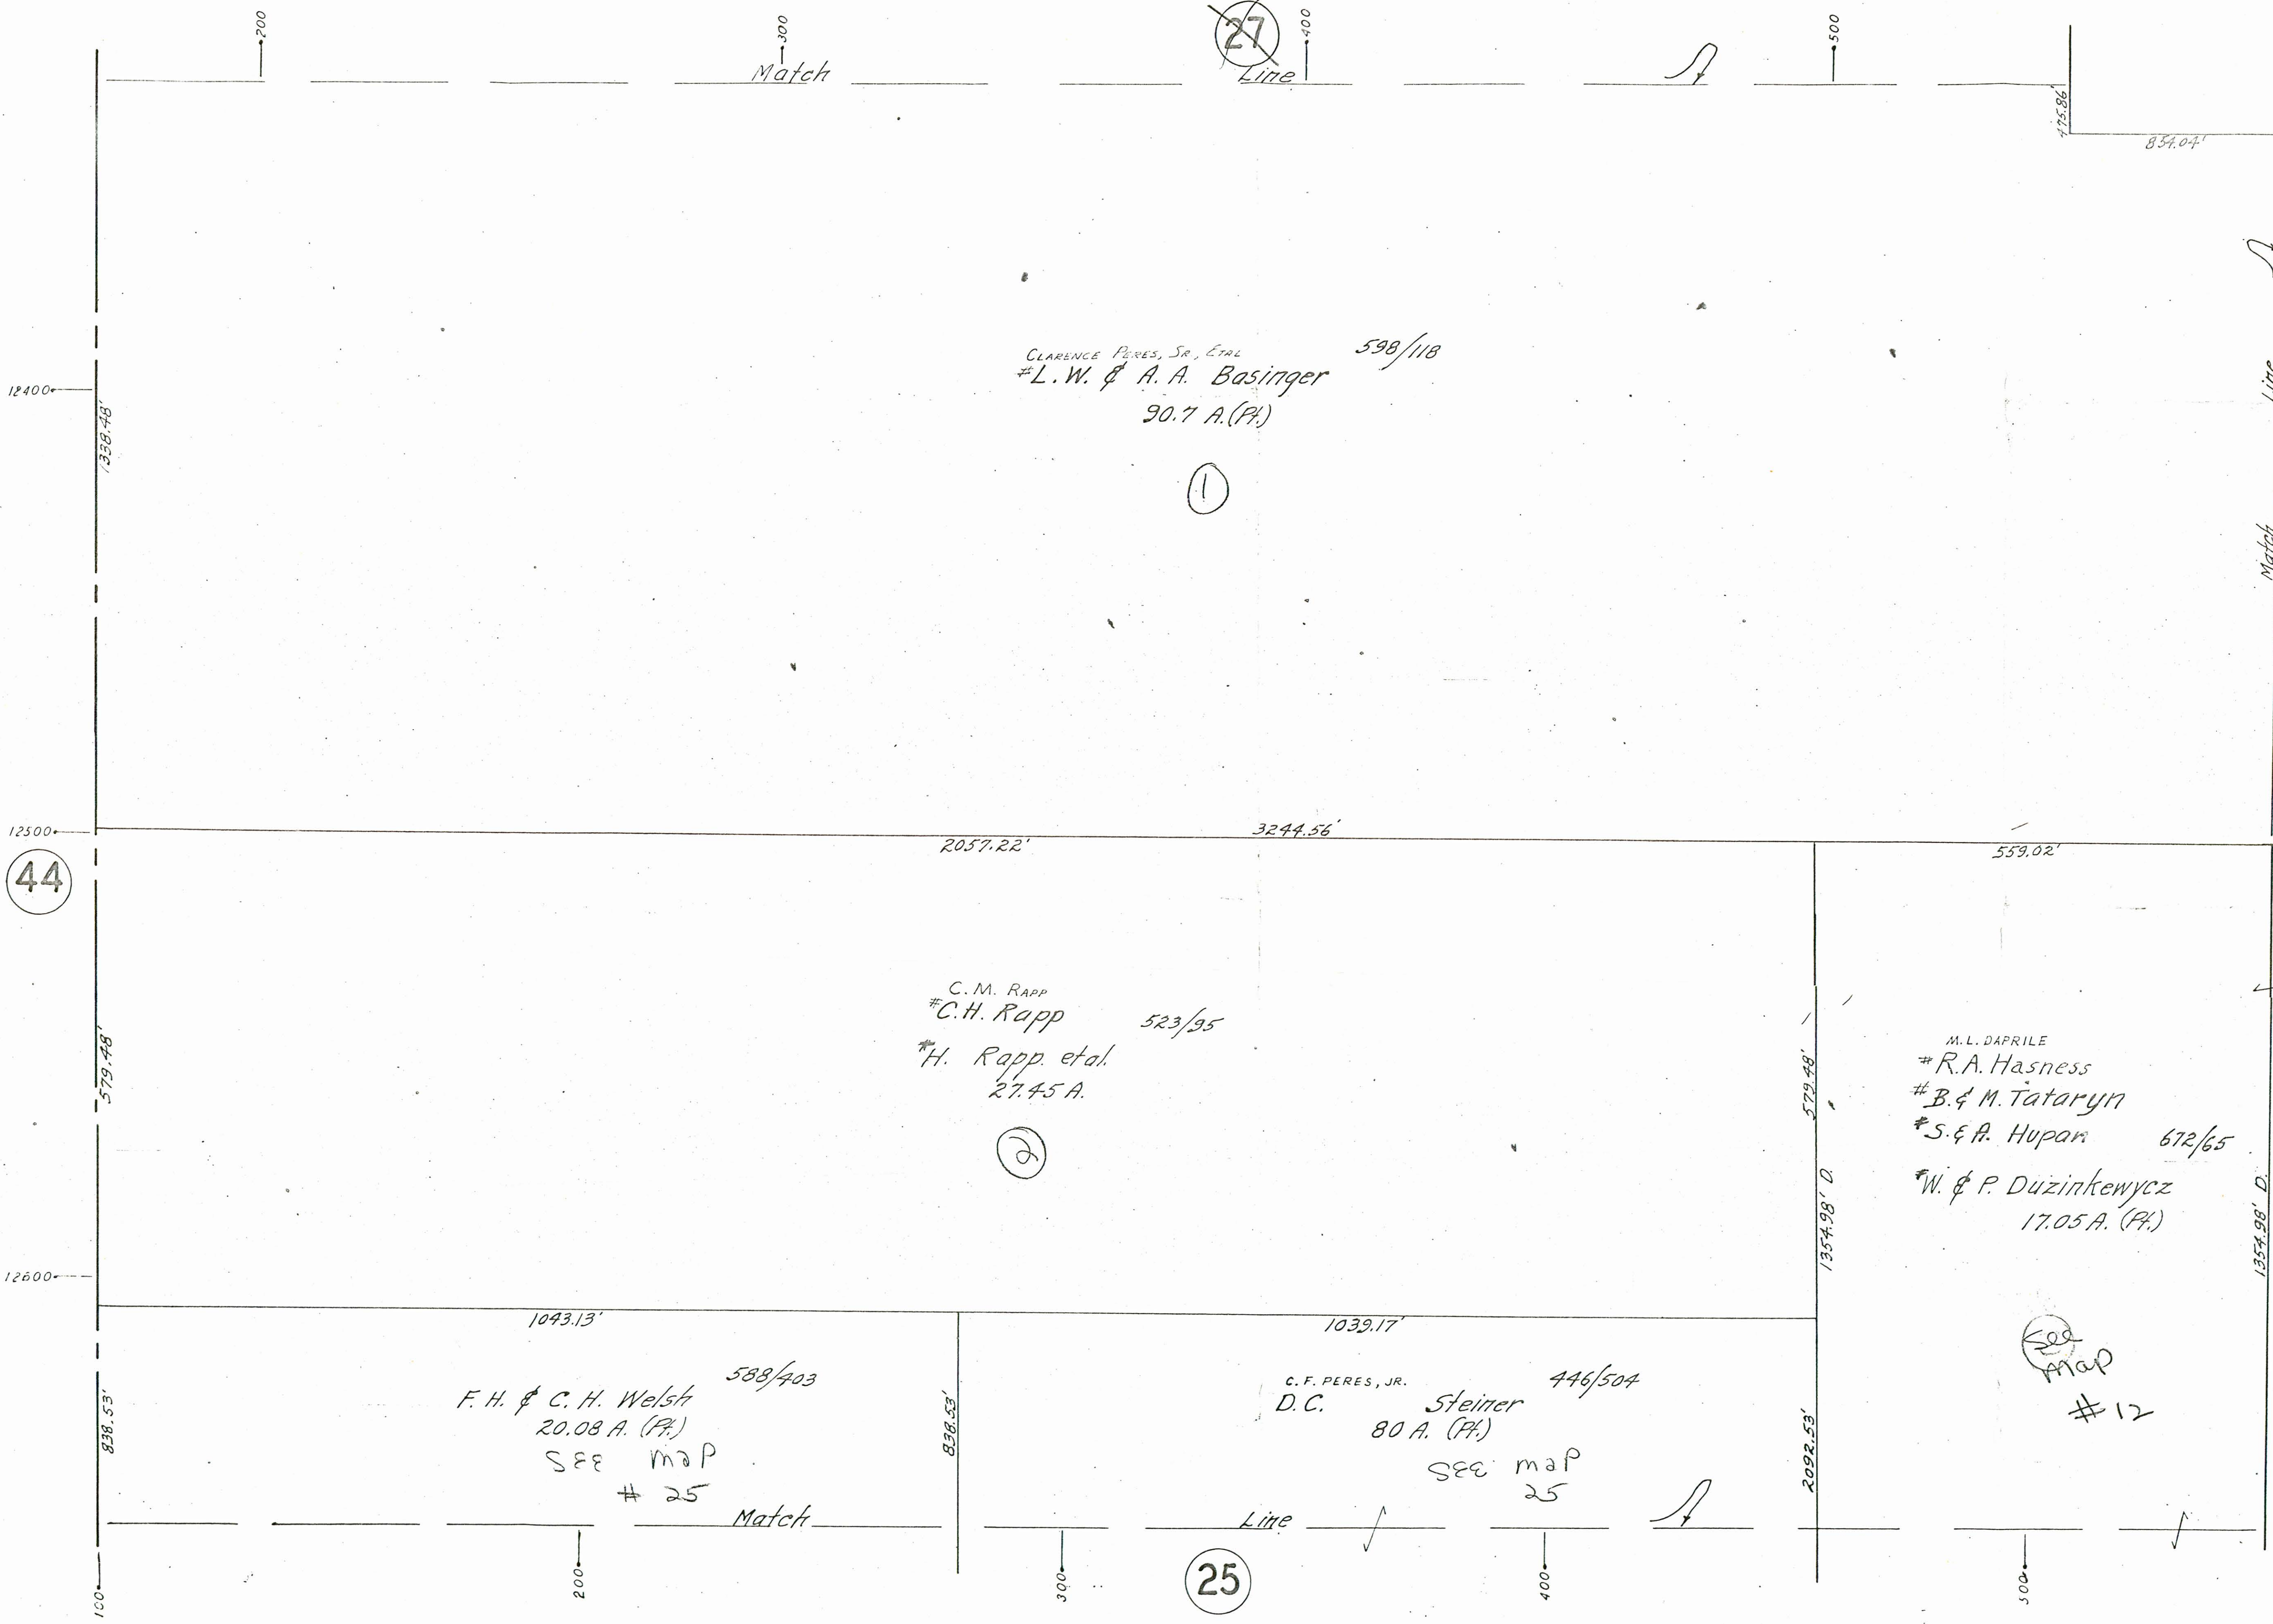 200
300
27
400
500
Match Line
475.86'
854.04'
Match Line
CLARENCE PERES, SR., ETAL
598/118
#L.W. & A.A. Basinger
90.7 A.(Pt.)
1
12400
1338.48'
12500
3244.56'
2057.22'
559.02'
44
C.M. RAPP
#C.H. Rapp
523/95
*H. Rapp. etal.
27.45 A.
2
579.48'
579.48'
1354.98' D.
M.L. DAPRILE
#R.A. Hasness
#B. & M. Tataryn
#S. & A. Hupan
672/65
#W. & P. Duzinkewycz
17.05 A. (Pt.)
1354.98' D.
See
map
#12
12600
1043.13'
1039.17'
588/403
F.H. & C.H. Welsh
20.08 A. (Pt.)
SEE map
# 25
838.53'
838.53'
C.F. PERES, JR.
446/504
D.C. Steiner
80 A. (Pt.)
SEE map
25
2092.53'
Match Line
100
200
300
25
400
500